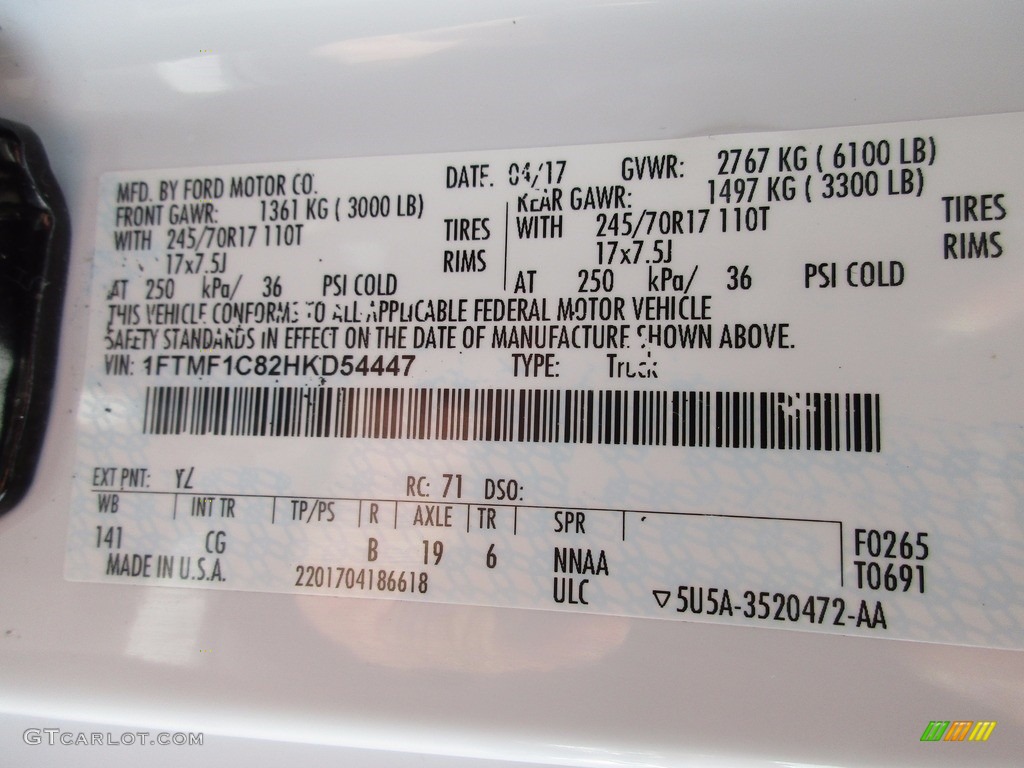 MFD. BY FORD MOTOR CO. DATE. 04/17 GVWR: 2767 KG ( 6100 LB)
FRONT GAWR: 1361 KG ( 3000 LB) REAR GAWR: 1497 KG ( 3300 LB)
WITH 245/70R17 110T TIRES WITH 245/70R17 110T TIRES
17x7.5J RIMS 17x7.5J RIMS
AT 250 kPa/ 36 PSI COLD AT 250 kPa/ 36 PSI COLD
THIS VEHICLE CONFORMS TO ALL APPLICABLE FEDERAL MOTOR VEHICLE
SAFETY STANDARDS IN EFFECT ON THE DATE OF MANUFACTURE SHOWN ABOVE.
VIN: 1FTMF1C82HKD54447 TYPE: Truck
EXT PNT: YZ RC: 71 DSO:
WB INT TR TP/PS R AXLE TR SPR
141 CG B 19 6 NNAA F0265
MADE IN U.S.A. 2201704186618 ULC T0691
▽5U5A-3520472-AA
GTCARLOT.COM